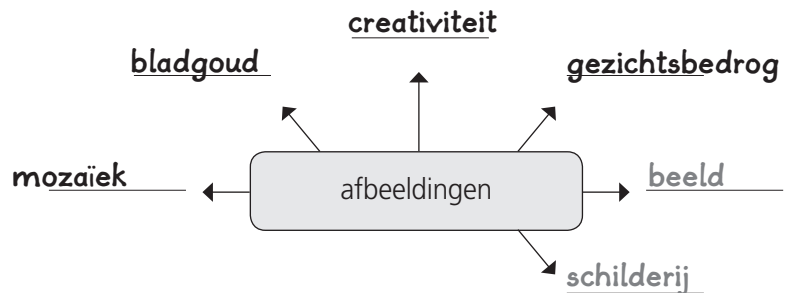 creativiteit
bladgoud
gezichtsbedrog
mozaïek
afbeeldingen
beeld
schilderij